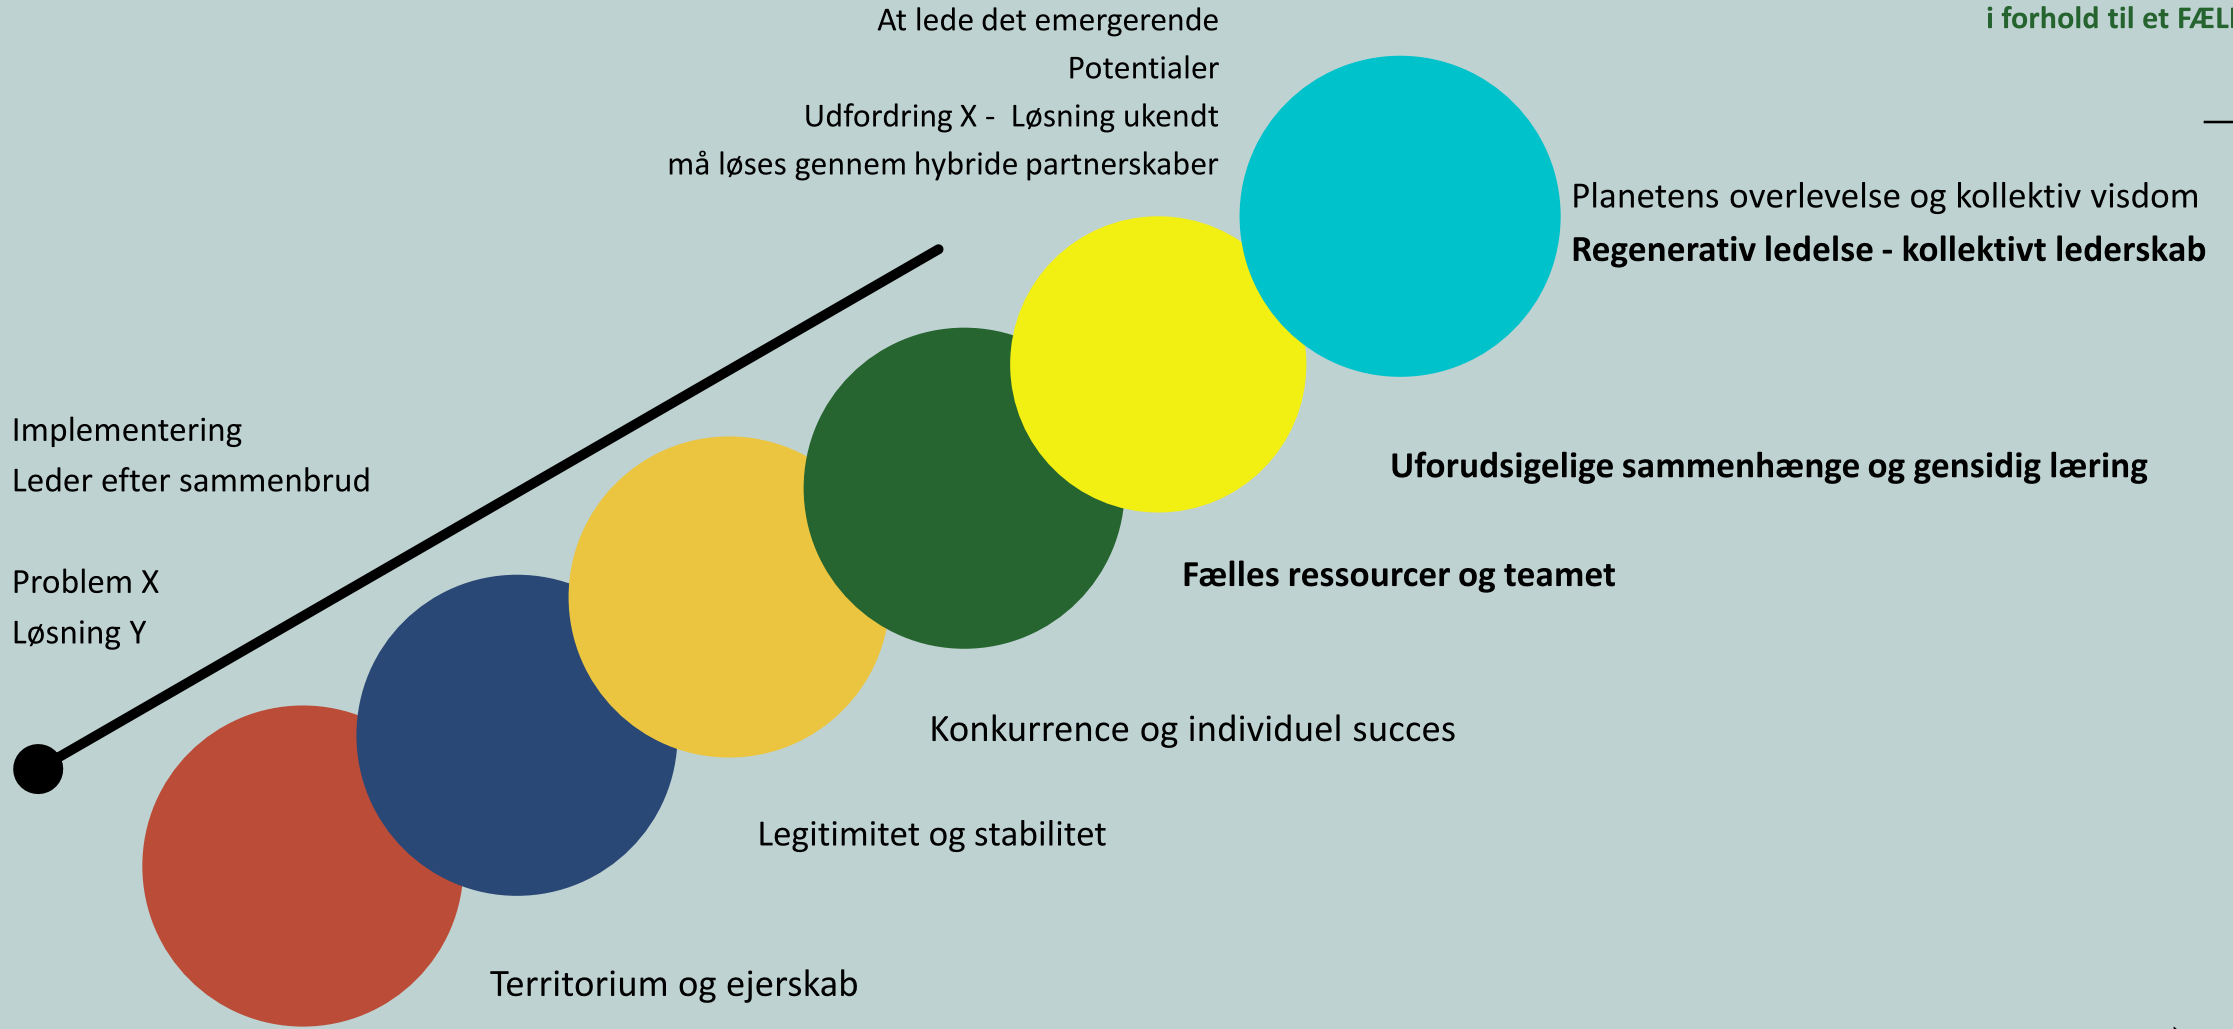 At lede det emergerende
Potentialer
Udfordring X -  Løsning ukendt
må løses gennem hybride partnerskaber
i forhold til et
Planetens overlevelse og kollektiv visdom
Regenerativ ledelse - kollektivt lederskab
Implementering
Leder efter sammenbrud
Problem X
Løsning Y
Uforudsigelige sammenhænge og gensidig læring
Fælles ressourcer og teamet
Konkurrence og individuel succes
Legitimitet og stabilitet
Territorium og ejerskab